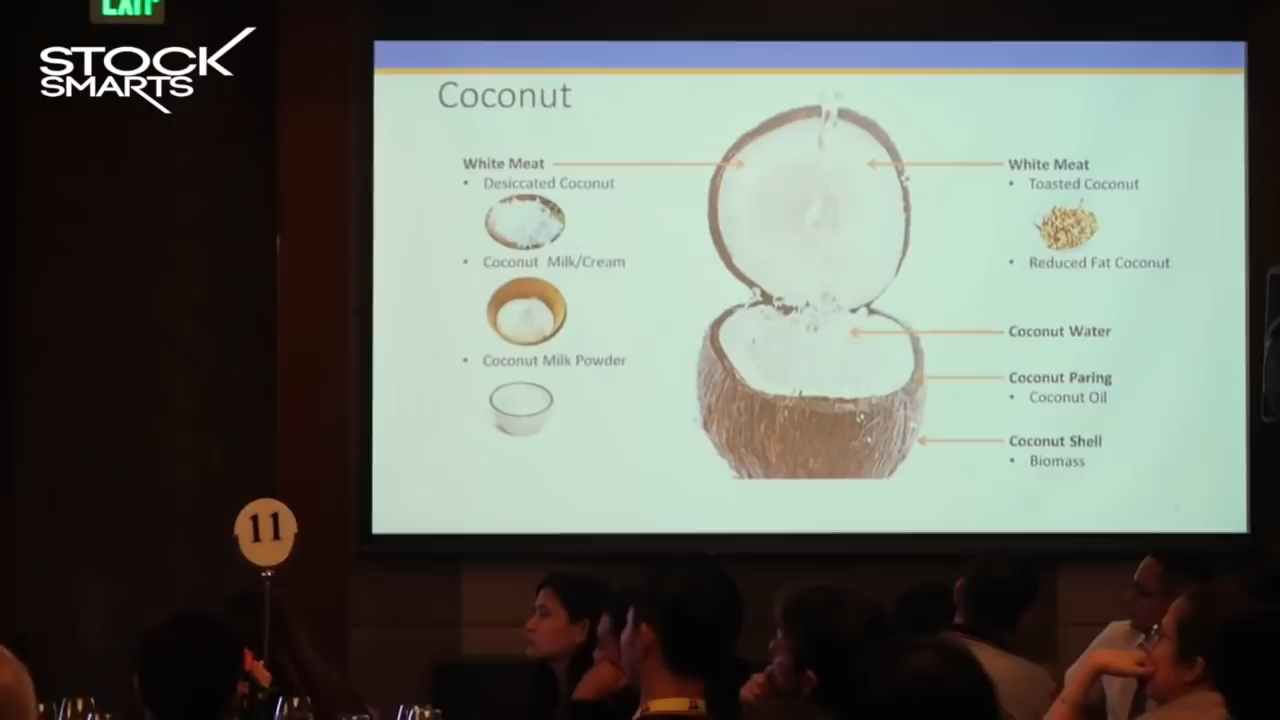 EXIT
STOCK
SMARTS
Coconut
White Meat
• Desiccated Coconut
• Coconut Milk/Cream
• Coconut Milk Powder
White Meat
• Toasted Coconut
• Reduced Fat Coconut
Coconut Water
Coconut Paring
• Coconut Oil
Coconut Shell
• Biomass
11